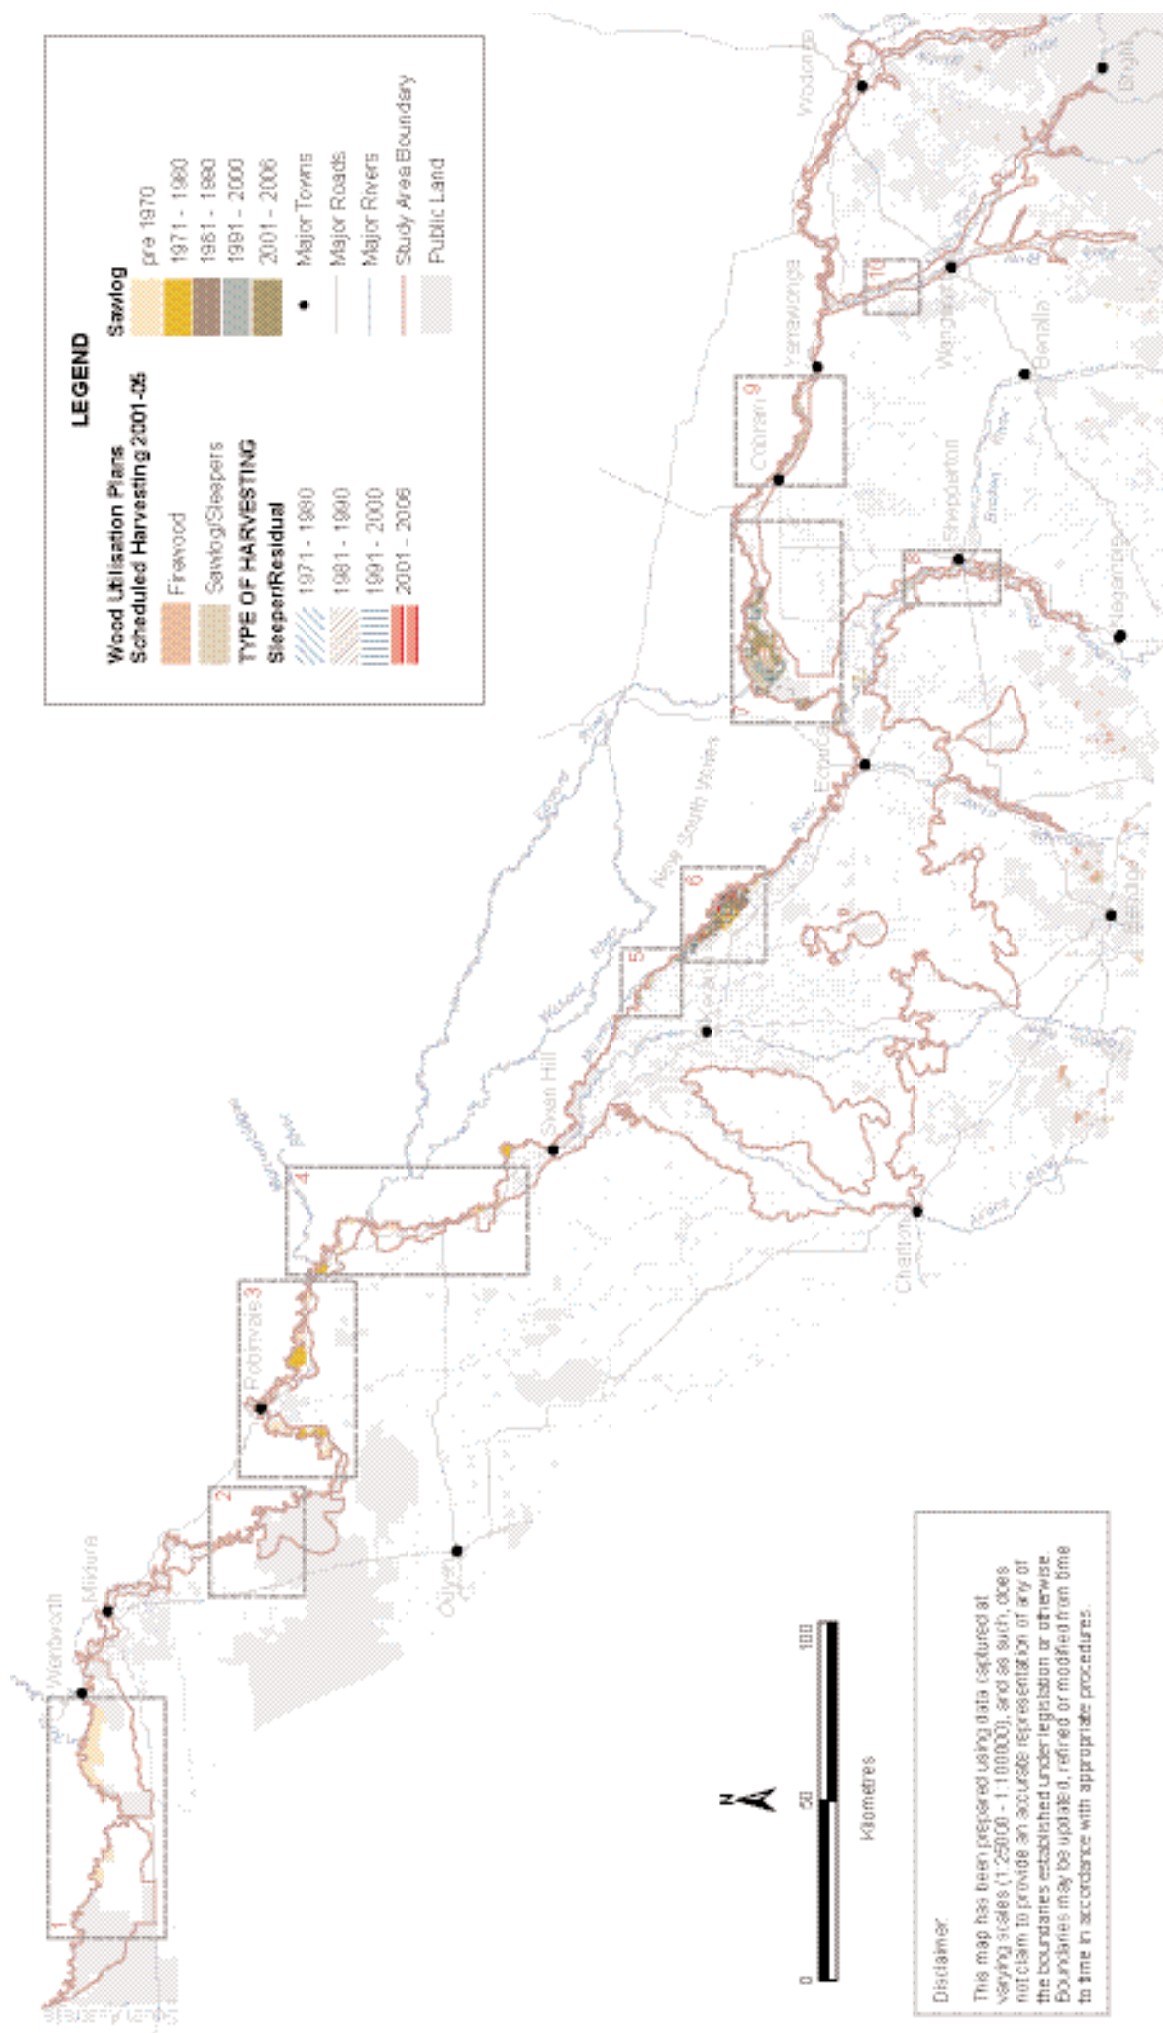 LEGEND
Wood Utilisation Plans
Scheduled Harvesting 2001-05
Firewood
Sawlog/Sleepers
TYPE OF HARVESTING
Sleeper/Residual
1971 - 1980
1981 - 1990
1991 - 2000
2001 - 2006
Sawlog
pre 1970
1971 - 1980
1981 - 1990
1991 - 2000
2001 - 2006
Major Towns
Major Roads
Major Rivers
Study Area Boundary
Public Land
Wentworth
Mildura
Robinvale
Ouyen
Swan Hill
Charlton
New South Wales
Echuca
Shepparton
Cobram
Yarrawonga
Benalla
Wodonga
Bright
River
1
2
3
4
5
6
7
8
9
10
N
0
50
100
Kilometres
Disclaimer:
This map has been prepared using data captured at
varying scales (1:25000 - 1:100000), and as such, does
not claim to provide an accurate representation of any of
the boundaries established under legislation or otherwise.
Boundaries may be updated, refined or modified from time
to time in accordance with appropriate procedures.